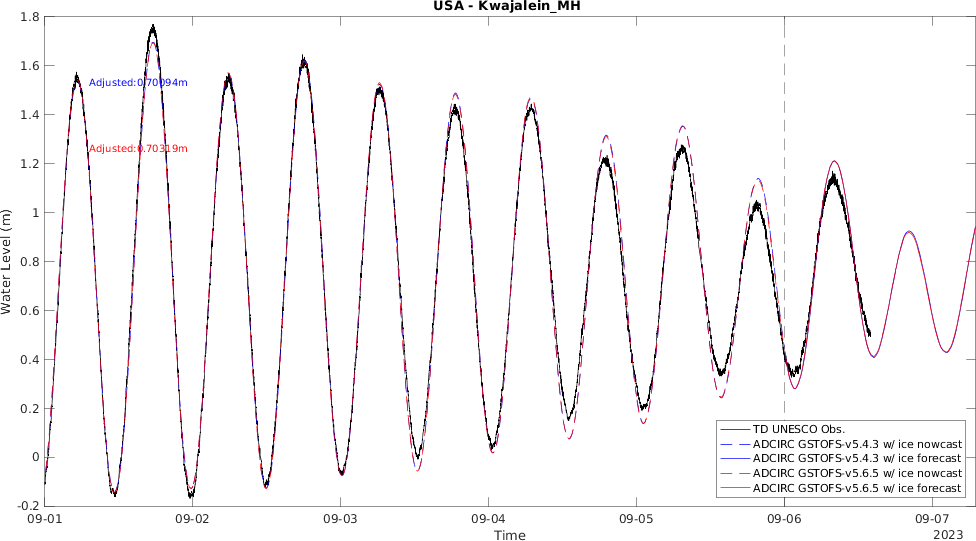 USA - Kwajalein_MH
1.8
1.6
1.4
1.2
1
0.8
0.6
0.4
0.2
0
-0.2
Water Level (m)
Adjusted:0.70094m
Adjusted:0.70319m
TD UNESCO Obs.
ADCIRC GSTOFS-v5.4.3 w/ ice nowcast
ADCIRC GSTOFS-v5.4.3 w/ ice forecast
ADCIRC GSTOFS-v5.6.5 w/ ice nowcast
ADCIRC GSTOFS-v5.6.5 w/ ice forecast
09-01 09-02 09-03 09-04 09-05 09-06 09-07
Time
2023